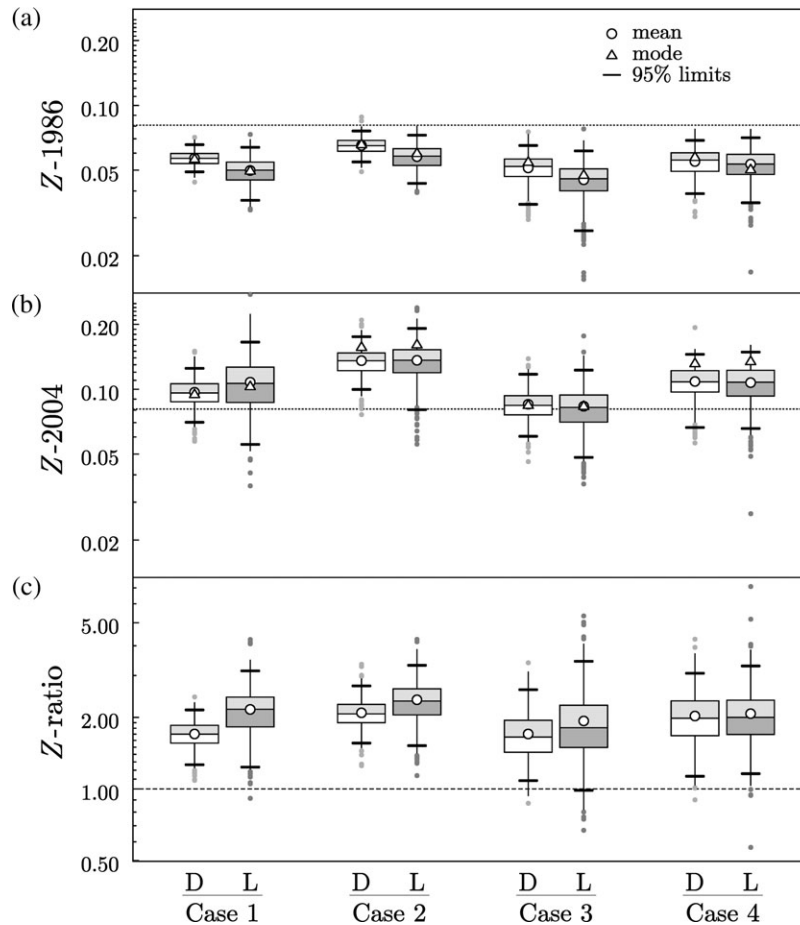 (a)
Z-1986
0.20
0.10
0.05
0.02
mean
mode
95% limits
(b)
Z-2004
0.20
0.10
0.05
0.02
(c)
Z-ratio
5.00
2.00
1.00
0.50
D L D L D L D L
Case 1 Case 2 Case 3 Case 4